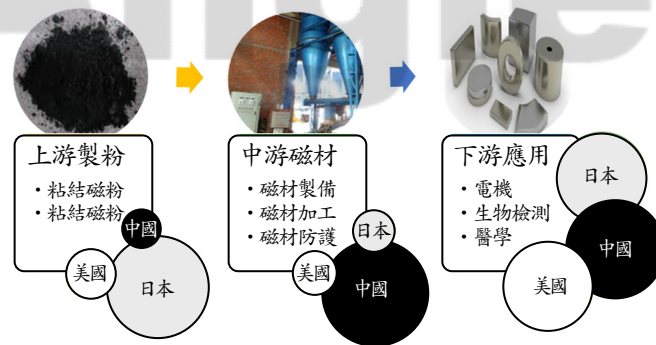 上游製粉
・粘結磁粉
・粘結磁粉
中國
美國
日本
中游磁材
・磁材製備
・磁材加工
・磁材防護
日本
美國
中國
下游應用
・電機
・生物檢測
・醫學
日本
中國
美國